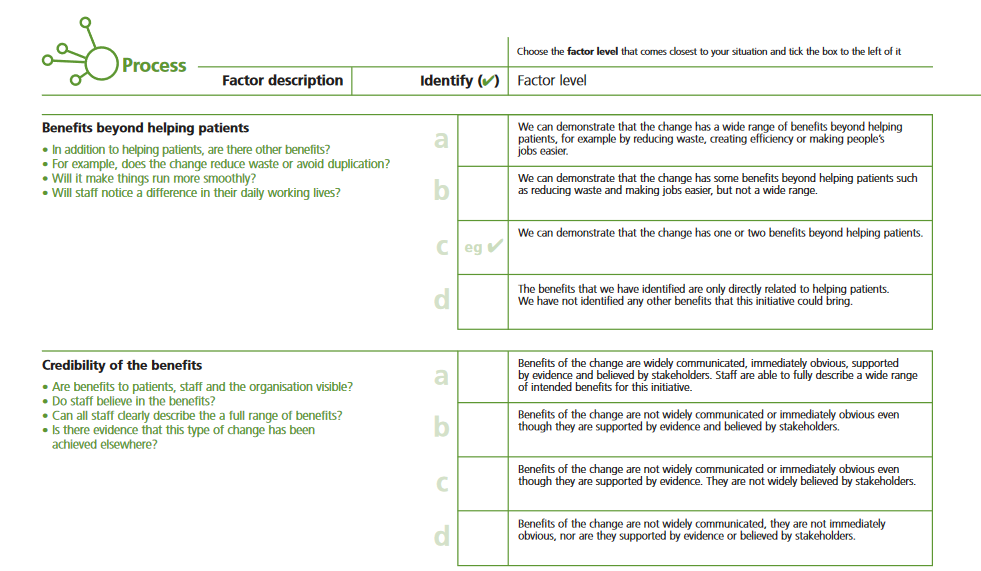 Process
Choose the factor level that comes closest to your situation and tick the box to the left of it
Factor description
Identify (✔)
Factor level
Benefits beyond helping patients
• In addition to helping patients, are there other benefits?
• For example, does the change reduce waste or avoid duplication?
• Will it make things run more smoothly?
• Will staff notice a difference in their daily working lives?
a
We can demonstrate that the change has a wide range of benefits beyond helping
patients, for example by reducing waste, creating efficiency or making people's
jobs easier.
b
We can demonstrate that the change has some benefits beyond helping patients such
as reducing waste and making jobs easier, but not a wide range.
c
eg ✔
We can demonstrate that the change has one or two benefits beyond helping patients.
d
The benefits that we have identified are only directly related to helping patients.
We have not identified any other benefits that this initiative could bring.
Credibility of the benefits
• Are benefits to patients, staff and the organisation visible?
• Do staff believe in the benefits?
• Can all staff clearly describe the a full range of benefits?
• Is there evidence that this type of change has been
achieved elsewhere?
a
Benefits of the change are widely communicated, immediately obvious, supported
by evidence and believed by stakeholders. Staff are able to fully describe a wide range
of intended benefits for this initiative.
b
Benefits of the change are not widely communicated or immediately obvious even
though they are supported by evidence and believed by stakeholders.
c
Benefits of the change are not widely communicated or immediately obvious even
though they are supported by evidence. They are not widely believed by stakeholders.
d
Benefits of the change are not widely communicated, they are not immediately
obvious, nor are they supported by evidence or believed by stakeholders.